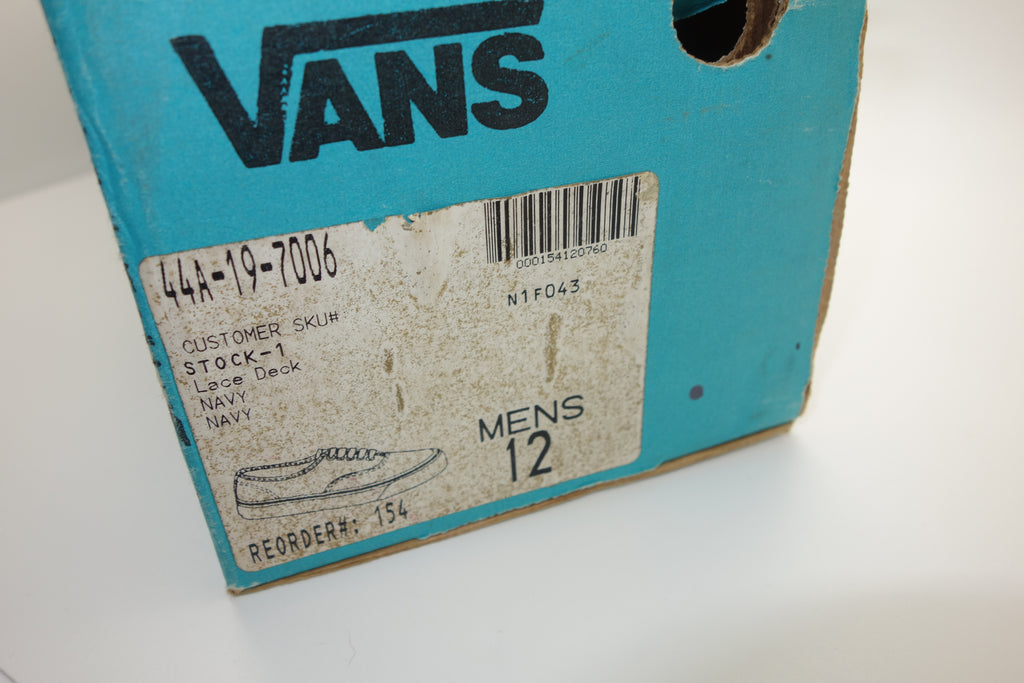 VANS
44A-19-7006
000154120760
N1F043
CUSTOMER SKU#
STOCK-1
Lace Deck
NAVY
NAVY
MENS
12
REORDER#: 154